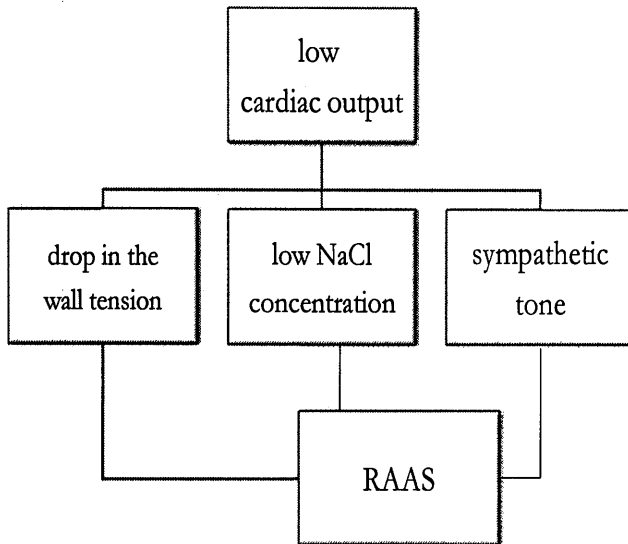 low
cardiac output
drop in the
wall tension
low NaCl
concentration
sympathetic
tone
RAAS